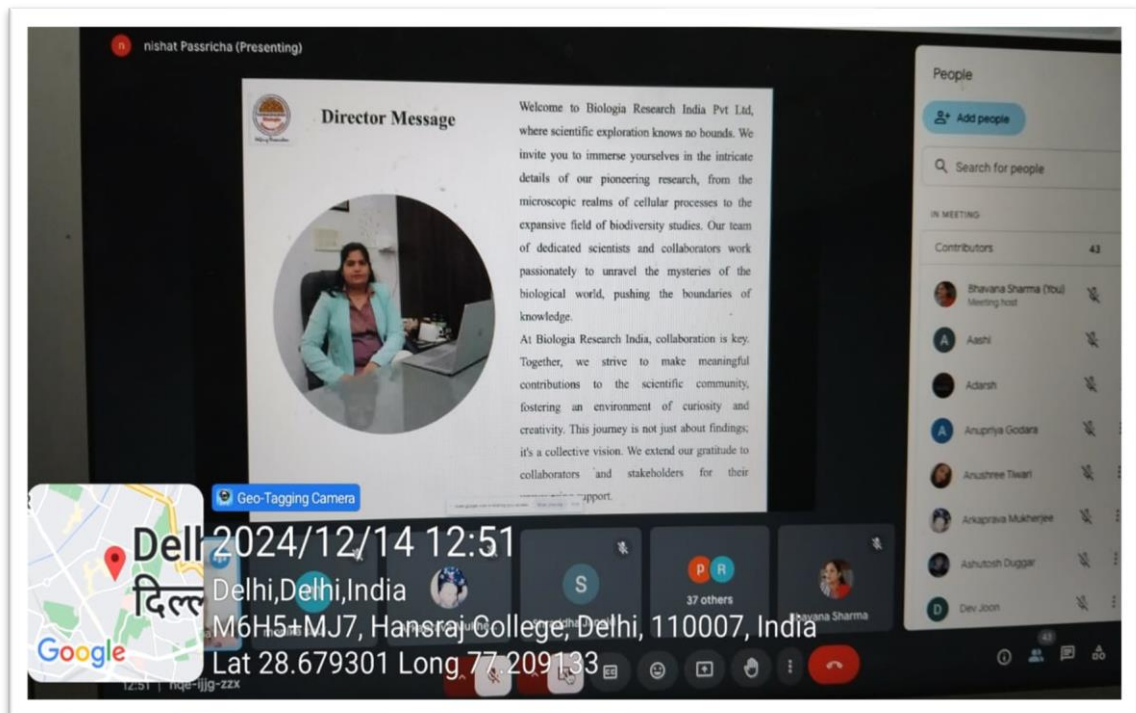 n nishat Passricha (Presenting)
Director Message
Welcome to Biologia Research India Pvt Ltd,
where scientific exploration knows no bounds. We
invite you to immerse yourselves in the intricate
details of our pioneering research, from the
microscopic realms of cellular processes to the
expansive field of biodiversity studies. Our team
of dedicated scientists and collaborators work
passionately to unravel the mysteries of the
biological world, pushing the boundaries of
knowledge.
At Biologia Research India, collaboration is key.
Together, we strive to make meaningful
contributions to the scientific community,
fostering an environment of curiosity and
creativity. This journey is not just about findings;
it's a collective vision. We extend our gratitude to
collaborators and stakeholders for their
support.
People
Add people
Search for people
IN MEETING
Contributors 43
Bhavana Sharma (You)
Meeting host
A Aashi
Adarsh
A Anupriya Godara
Anushree Tiwari
Ankaprava Mukherjee
Ashutosh Duggar
D Dev Joon
S
P R
37 others
Bhavana Sharma
43
Geo-Tagging Camera
2024/12/14 12:51
Delhi,Delhi,India
M6H5+MJ7, Hansraj College, Delhi, 110007, India
Lat 28.679301 Long 77.209133
Google
12:51 | hqe-ijjg-zzx